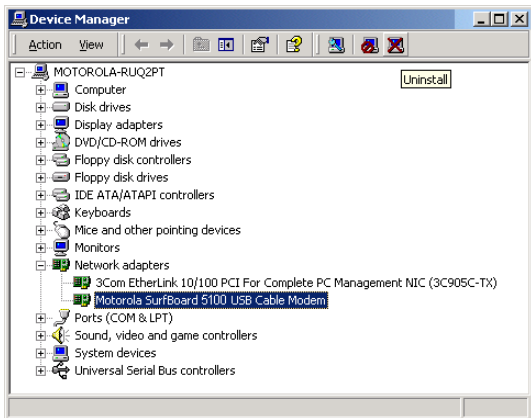 Device Manager
Action View
Uninstall
MOTOROLA-RUQ2PT
Computer
Disk drives
Display adapters
DVD/CD-ROM drives
Floppy disk controllers
Floppy disk drives
IDE ATA/ATAPI controllers
Keyboards
Mice and other pointing devices
Monitors
Network adapters
3Com EtherLink 10/100 PCI For Complete PC Management NIC (3C905C-TX)
Motorola SurfBoard 5100 USB Cable Modem
Ports (COM & LPT)
Sound, video and game controllers
System devices
Universal Serial Bus controllers